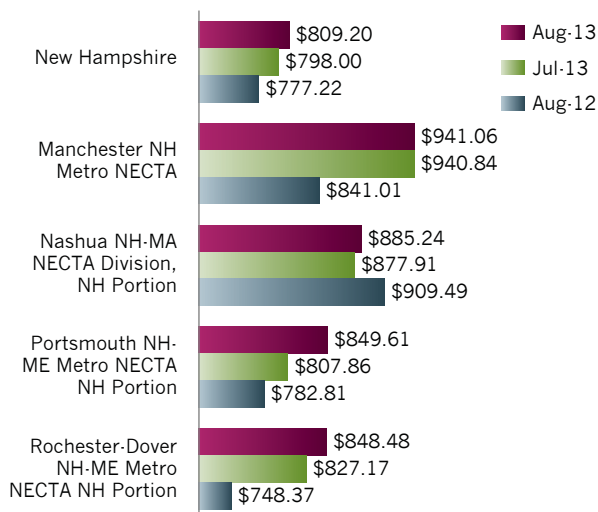 Aug-13
Jul-13
Aug-12
New Hampshire
$809.20
$798.00
$777.22
Manchester NH
Metro NECTA
$941.06
$940.84
$841.01
Nashua NH-MA
NECTA Division,
NH Portion
$885.24
$877.91
$909.49
Portsmouth NH-
ME Metro NECTA
NH Portion
$849.61
$807.86
$782.81
Rochester-Dover
NH-ME Metro
NECTA NH Portion
$848.48
$827.17
$748.37